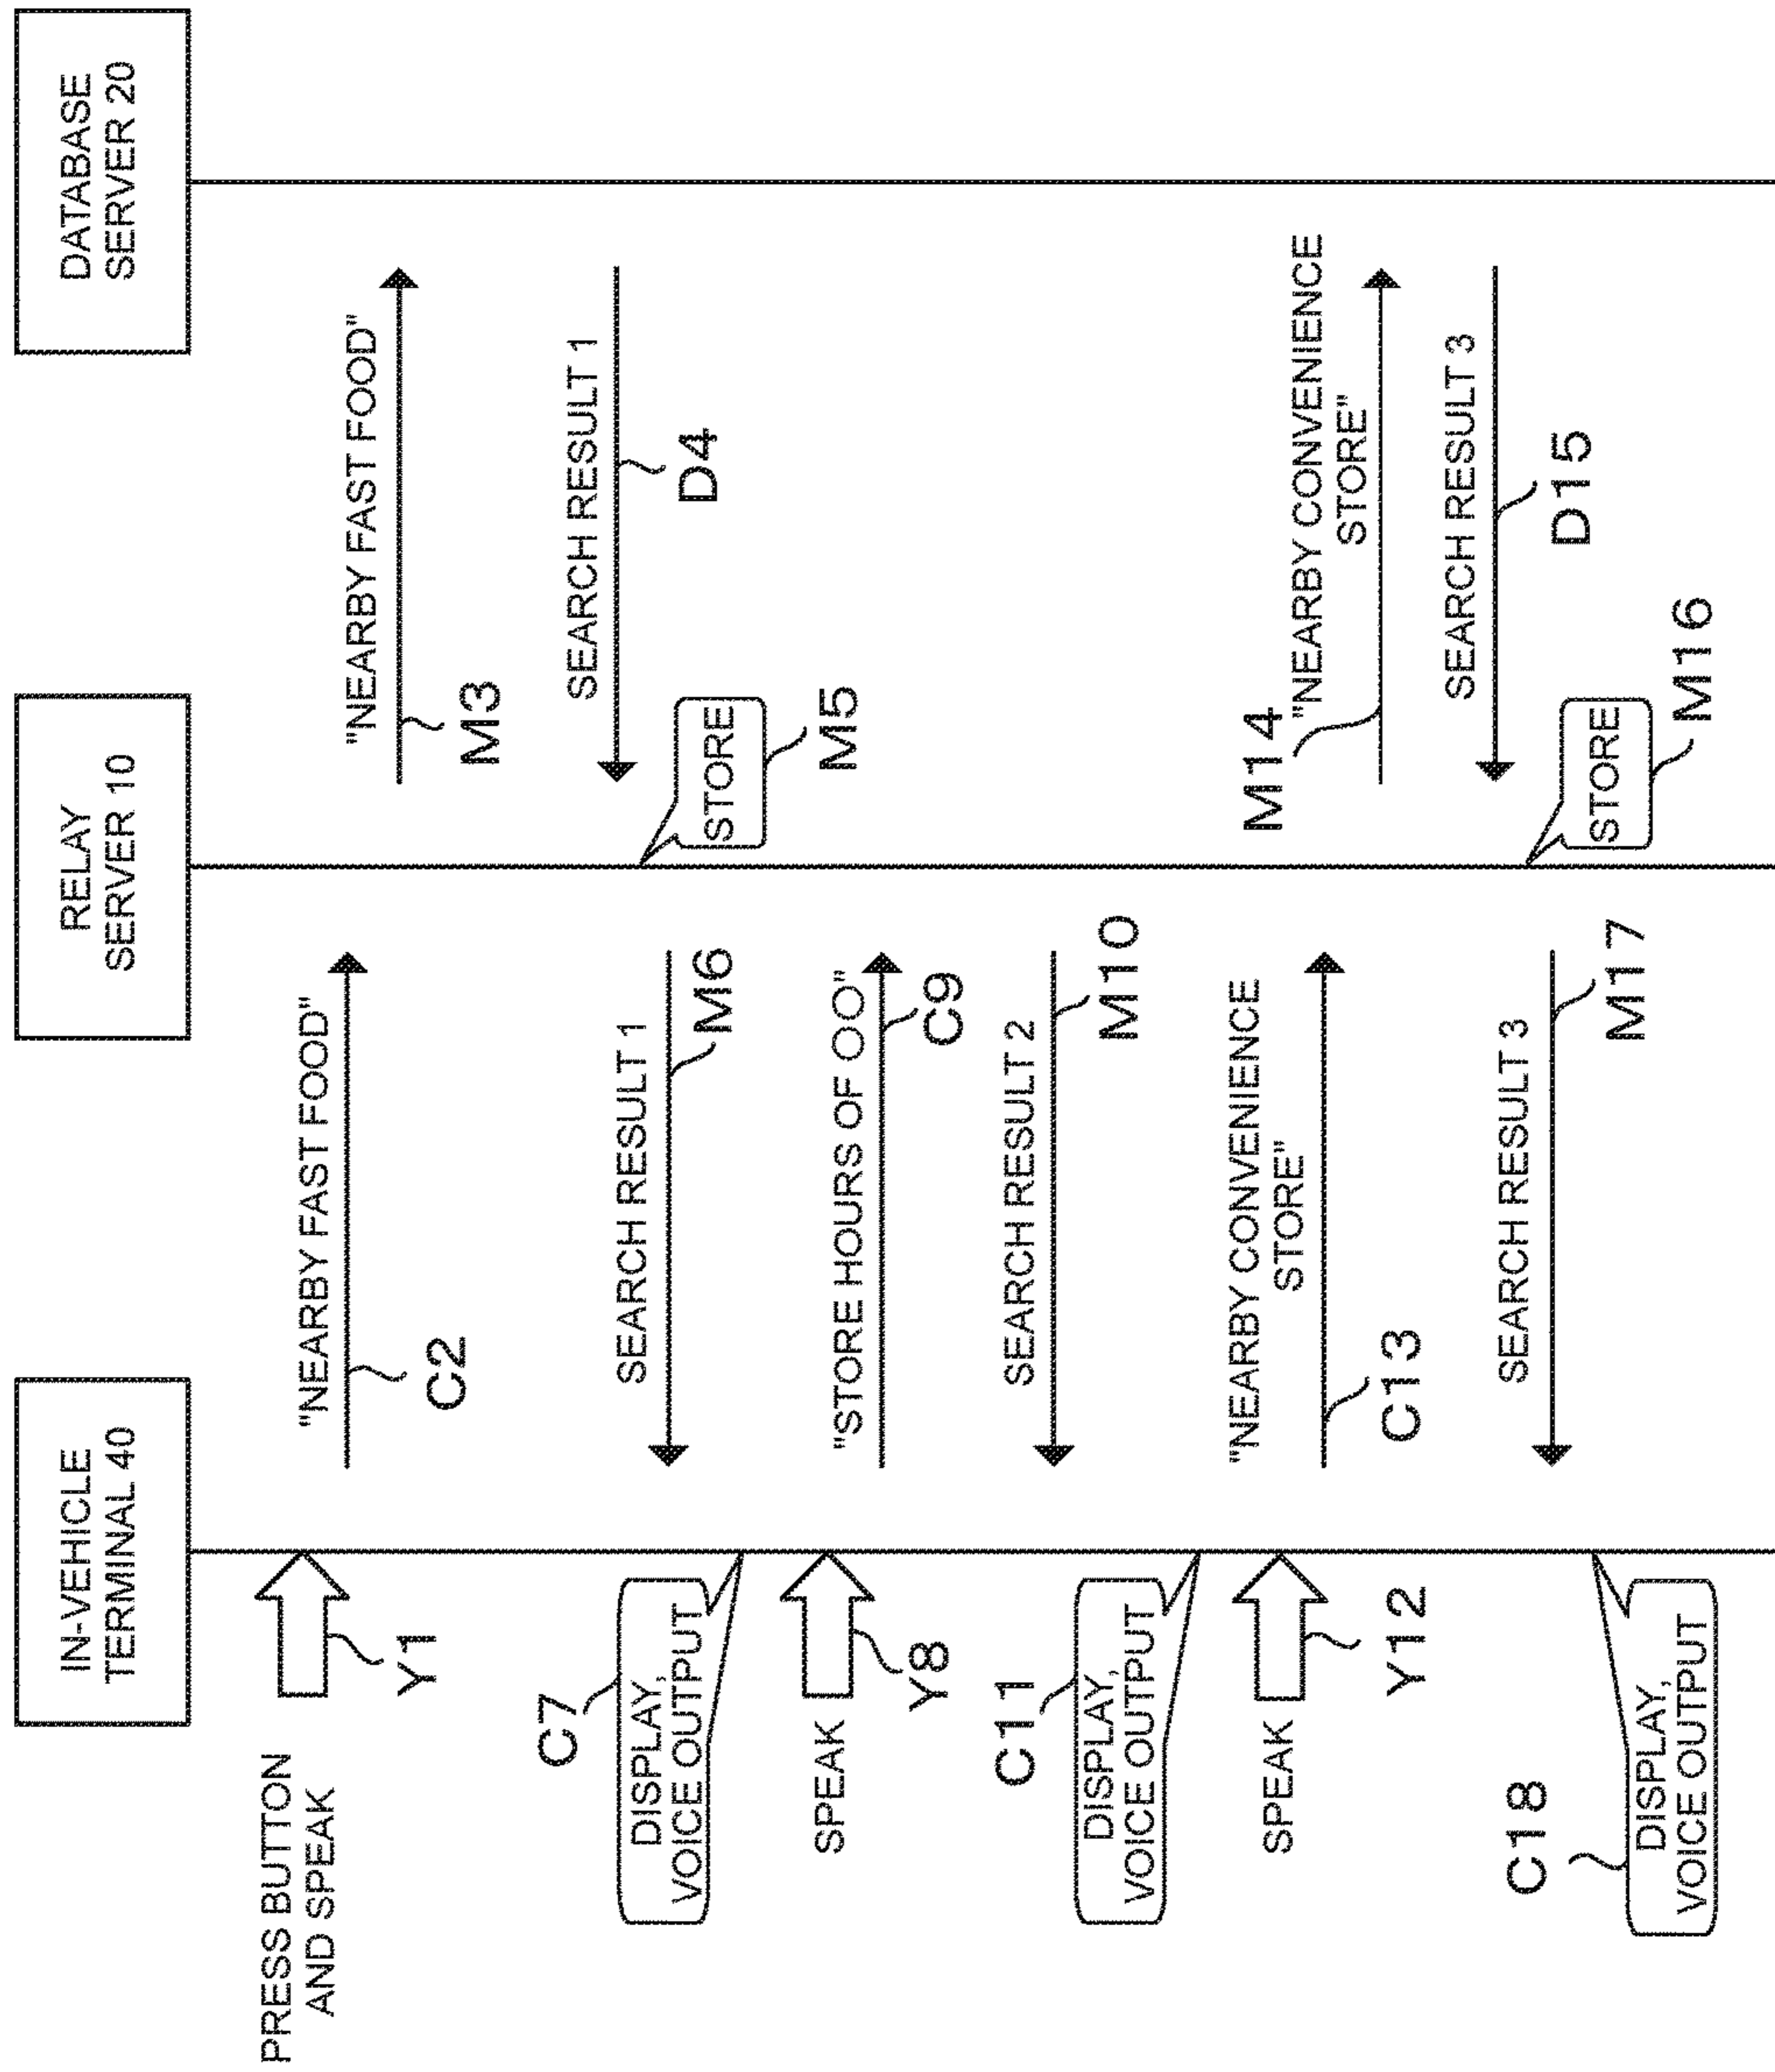 IN-VEHICLE
TERMINAL 40
RELAY
SERVER 10
DATABASE
SERVER 20
PRESS BUTTON
AND SPEAK
Y1
"NEARBY FAST FOOD"
C2
"NEARBY FAST FOOD"
M3
SEARCH RESULT 1
D4
STORE
M5
SEARCH RESULT 1
M6
C7
DISPLAY,
VOICE OUTPUT
SPEAK
Y8
"STORE HOURS OF OO"
C9
SEARCH RESULT 2
M10
C11
DISPLAY,
VOICE OUTPUT
SPEAK
Y12
"NEARBY CONVENIENCE
STORE"
C13
M14
"NEARBY CONVENIENCE
STORE"
SEARCH RESULT 3
D15
STORE
M16
SEARCH RESULT 3
M17
C18
DISPLAY,
VOICE OUTPUT